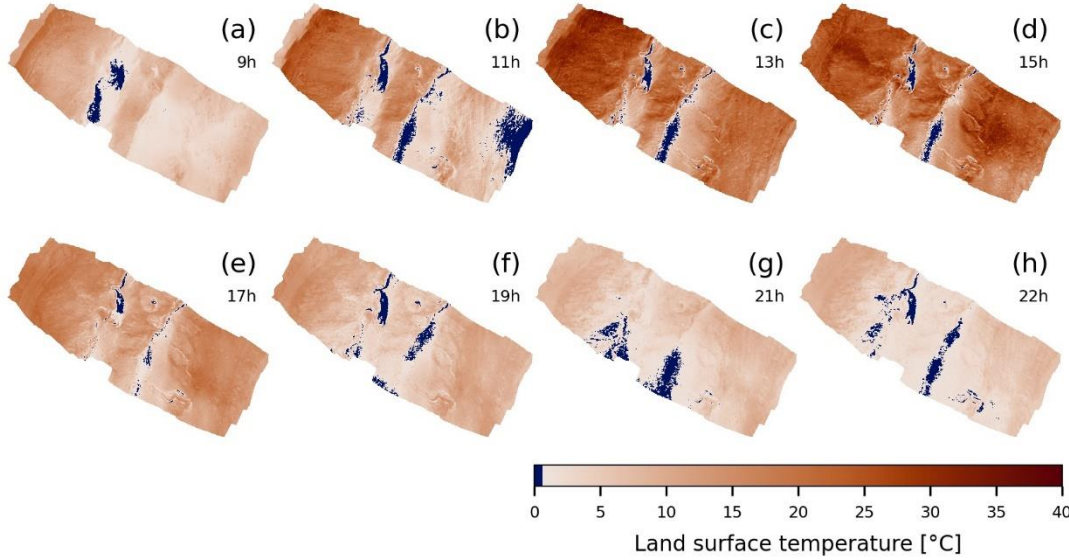 (a)
9h
(b)
11h
(c)
13h
(d)
15h
(e)
17h
(f)
19h
(g)
21h
(h)
22h
0 5 10 15 20 25 30 35 40
Land surface temperature [°C]